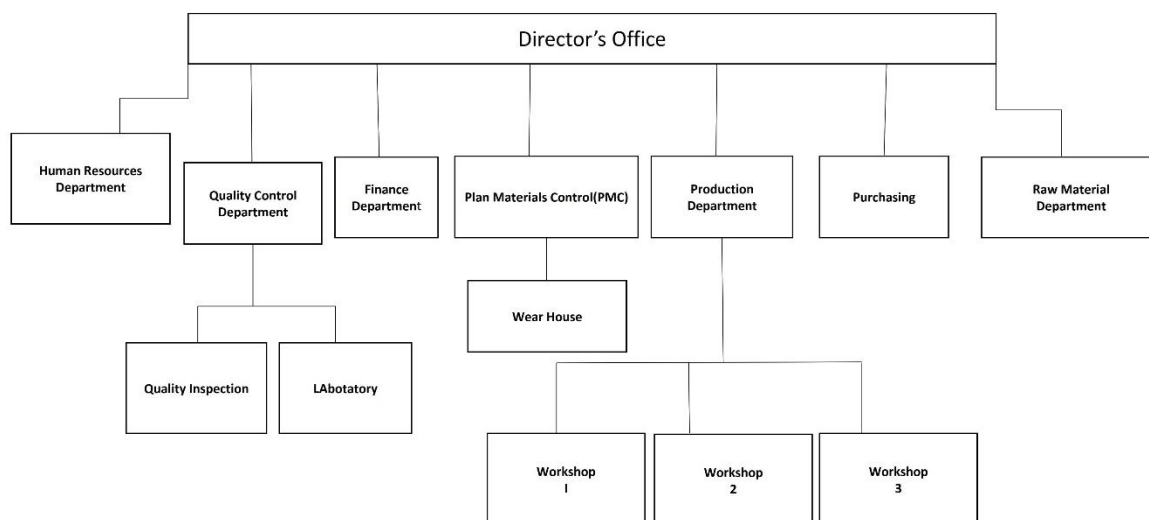 Director’s Office
Human Resources
Department
Quality Control
Department
Finance
Department
Plan Materials Control(PMC)
Production
Department
Purchasing
Raw Material
Department
Wear House
Quality Inspection
LAbotatory
Workshop
I
Workshop
2
Workshop
3